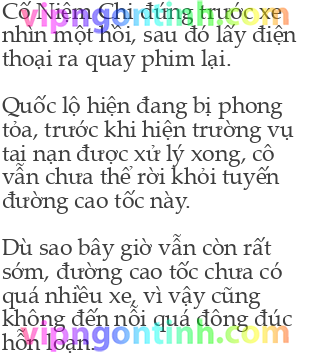 Cố Niệm Chi đứng trước xe
nhìn một hồi, sau đó lấy điện
thoại ra quay phim lại.
Quốc lộ hiện đang bị phong
tỏa, trước khi hiện trường vụ
tai nạn được xử lý xong, cô
vẫn chưa thể rời khỏi tuyến
đường cao tốc này.
Dù sao bây giờ vẫn còn rất
sớm, đường cao tốc chưa có
quá nhiều xe, vì vậy cũng
không đến nỗi quá đông đúc
hỗn loạn.
vipngontinh.com
vipngontinh.com